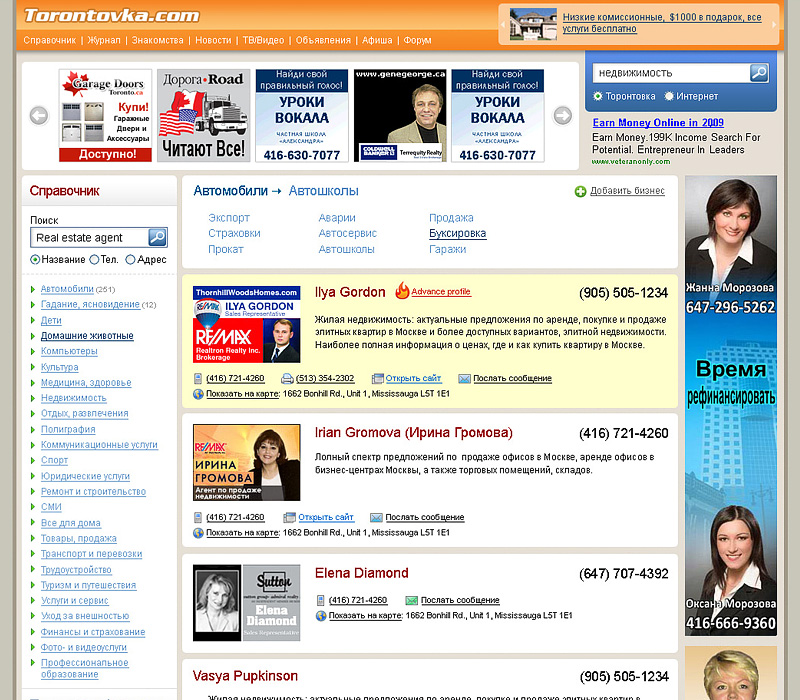 Torontovka.com
Справочник | Журнал | Знакомства | Новости | ТВ/Видео | Объявления | Афиша | Форум
Низкие комиссионные, $1000 в подарок, все
услуги бесплатно
Garage Doors
Toronto.ca
Купи!
Гаражные
Двери и
Аксессуары
Доступно!
Дорога Road
Читают Все!
Найди свой
правильный голос!
УРОКИ
ВОКАЛА
ЧАСТНАЯ ШКОЛА
«АЛЕКСАНДРА»
416-630-7077
www.genegeorge.ca
COLDWELL
BANKER
Terrequity Realty
Найди свой
правильный голос!
УРОКИ
ВОКАЛА
ЧАСТНАЯ ШКОЛА
«АЛЕКСАНДРА»
416-630-7077
недвижимость
Торонтовка Интернет
Earn Money Online in 2009
Earn Money.199K Income Search For
Potential. Entrepreneur In Leaders
www.veteranonly.com
Справочник
Поиск
Real estate agent
Название Тел. Адрес
Автомобили (251)
Гадание, ясновидение (12)
Дети
Домашние животные
Компьютеры
Культура
Медицина, здоровье
Недвижимость
Отдых, развлечения
Полиграфия
Коммуникационные услуги
Спорт
Юридические услуги
Ремонт и строительство
СМИ
Все для дома
Товары, продажа
Транспорт и перевозки
Трудоустройство
Туризм и путешествия
Услуги и сервис
Уход за внешностью
Финансы и страхование
Фото- и видеоуслуги
Профессиональное
образование
Автомобили → Автошколы
Добавить бизнес
Экспорт Аварии Продажа
Страховки Автосервис Буксировка
Прокат Автошколы Гаражи
ThornhillWoodsHomes.com
ILYA GORDON
Sales Representative
RE/MAX
Realtron Realty Inc.
Brokerage
Ilya Gordon Advance profile (905) 505-1234
Жилая недвижимость: актуальные предложения по аренде, покупке и продаже
элитных квартир в Москве и более доступных вариантов, элитной недвижимости.
Наиболее полная информация о ценах, где и как купить квартиру в Москве.
(416) 721-4260 (513) 354-2302 Открыть сайт Послать сообщение
Показать на карте: 1662 Bonhill Rd., Unit 1, Mississauga L5T 1E1
RE/MAX
ИРИНА
ГРОМОВА
Агент по продаже
недвижимости
Irian Gromova (Ирина Громова) (416) 721-4260
Полный спектр предложений по продаже офисов в Москве, аренде офисов в
бизнес-центрах Москвы, а также торговых помещений, складов.
(416) 721-4260 Открыть сайт Послать сообщение
Показать на карте: 1662 Bonhill Rd., Unit 1, Mississauga L5T 1E1
Sutton
Elena
Diamond
Sales Representative
Elena Diamond (647) 707-4392
(416) 721-4260 Послать сообщение
Показать на карте: 1662 Bonhill Rd., Unit 1, Mississauga L5T 1E1
Vasya Pupkinson (905) 505-1234
Жилая недвижимость: актуальные предложения по аренде, покупке и продаже элитных квартир в
Жанна Морозова
647-296-5262
Время
рефинансировать
Оксана Морозова
416-666-9360